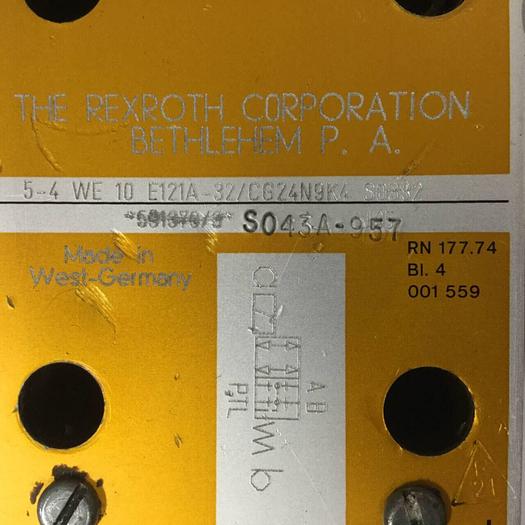 THE REXROTH CORPORATION
BETHLEHEM P. A.
5-4 WE 10 E121A-32/CG24N9K4
S043A-957
Made in
West-Germany
RN 177.74
Bl. 4
001 559
a
A B
P T L
b